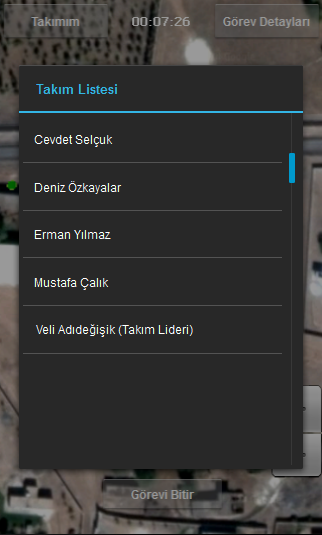 Takımım 00:07:26 Görev Detayları
Takım Listesi
Cevdet Selçuk
Deniz Özkayalar
Erman Yılmaz
Mustafa Çalık
Veli Adıdeğişik (Takım Lideri)
Görevi Bitir